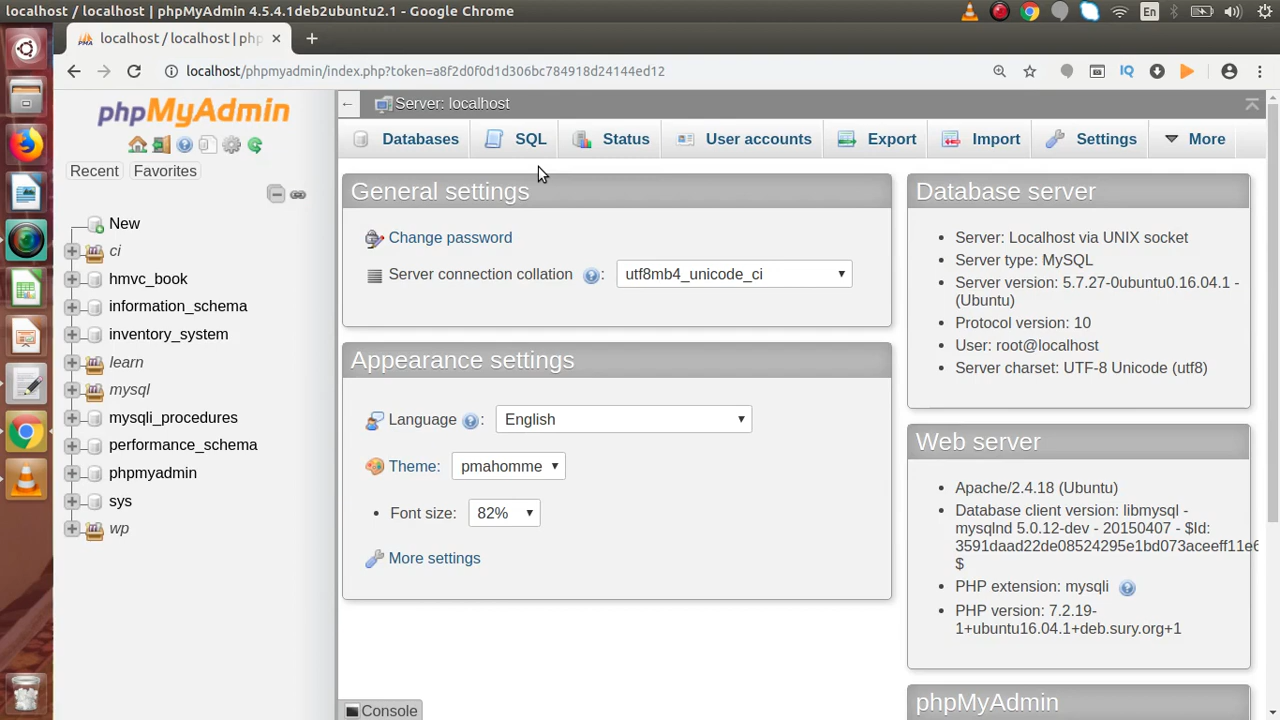 localhost / localhost | phpMyAdmin 4.5.4.1deb2ubuntu2.1 - Google Chrome
En
localhost / localhost | php
localhost/phpmyadmin/index.php?token=a8f2d0f0d1d306bc784918d24144ed12
IQ
phpMyAdmin
Recent
Favorites
New
ci
hmvc_book
information_schema
inventory_system
learn
mysql
mysqli_procedures
performance_schema
phpmyadmin
sys
wp
Server: localhost
Databases
SQL
Status
User accounts
Export
Import
Settings
More
General settings
Change password
Server connection collation
utf8mb4_unicode_ci
Appearance settings
Language :
English
Theme:
pmahomme
Font size:
82%
More settings
Database server
Server: Localhost via UNIX socket
Server type: MySQL
Server version: 5.7.27-0ubuntu0.16.04.1 -
(Ubuntu)
Protocol version: 10
User: root@localhost
Server charset: UTF-8 Unicode (utf8)
Web server
Apache/2.4.18 (Ubuntu)
Database client version: libmysql -
mysqlnd 5.0.12-dev - 20150407 - $Id:
3591daad22de08524295e1bd073aceeff11e6
$
PHP extension: mysqli
PHP version: 7.2.19-
1+ubuntu16.04.1+deb.sury.org+1
phpMyAdmin
Console